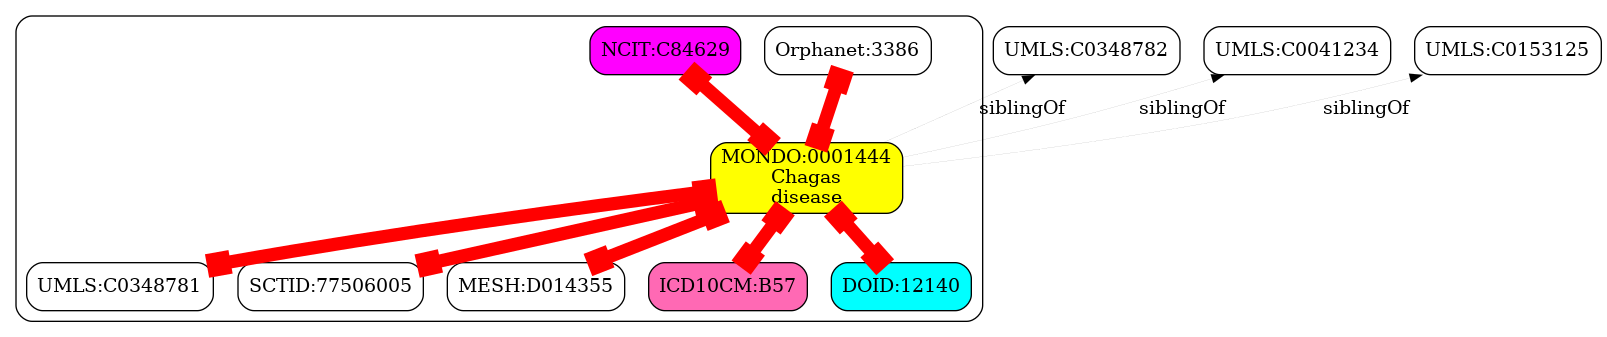 NCIT:C84629
Orphanet:3386
UMLS:C0348782
UMLS:C0041234
UMLS:C0153125
siblingOf
siblingOf
siblingOf
MONDO:0001444
Chagas
disease
UMLS:C0348781
SCTID:77506005
MESH:D014355
ICD10CM:B57
DOID:12140